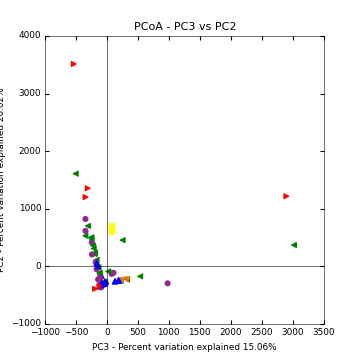 PCoA - PC3 vs PC2
4000
3000
2000
1000
0
−1000
PC2 - Percent variation explained 20.02%
−1000 −500 0 500 1000 1500 2000 2500 3000 3500
PC3 - Percent variation explained 15.06%